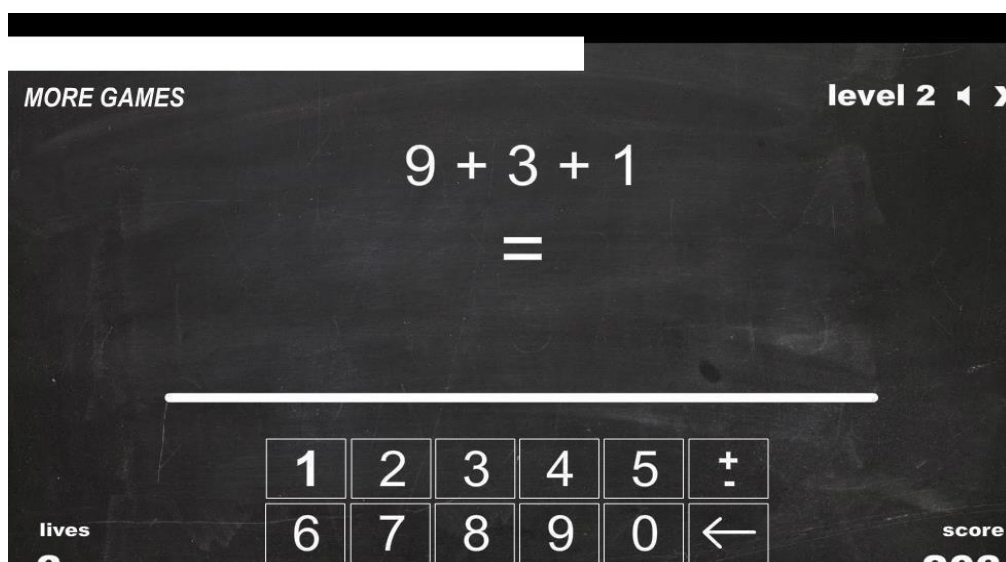 MORE GAMES
level 2
9 + 3 + 1
=
1 2 3 4 5 ±
6 7 8 9 0 ←
lives
score